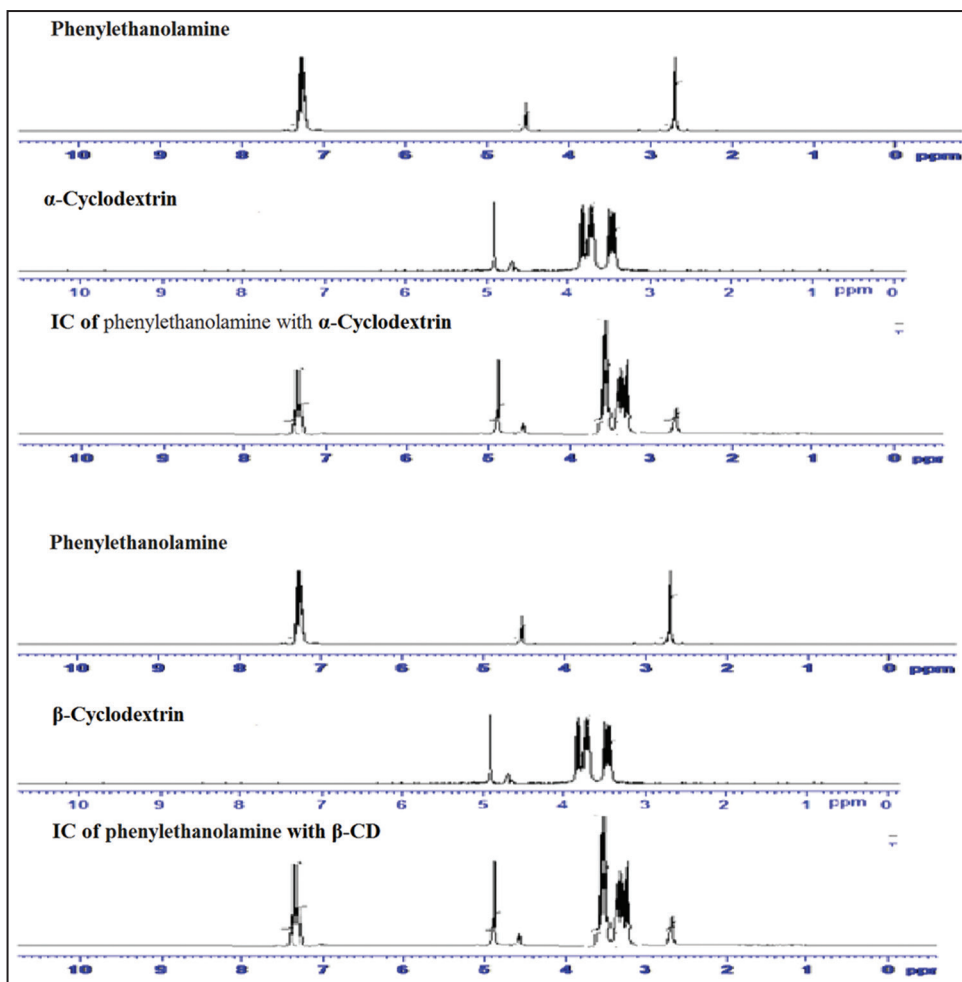 Phenylethanolamine
10 9 8 7 6 5 4 3 2 1 0 ppm
α-Cyclodextrin
10 9 8 7 6 5 4 3 2 1 ppm 0
IC of phenylethanolamine with α-Cyclodextrin
10 9 8 7 6 5 4 3 2 1 0 ppr
Phenylethanolamine
10 9 8 7 6 5 4 3 2 1 0 ppm
β-Cyclodextrin
10 9 8 7 6 5 4 3 2 1 ppm 0
IC of phenylethanolamine with β-CD
10 9 8 7 6 5 4 3 2 1 0 ppr